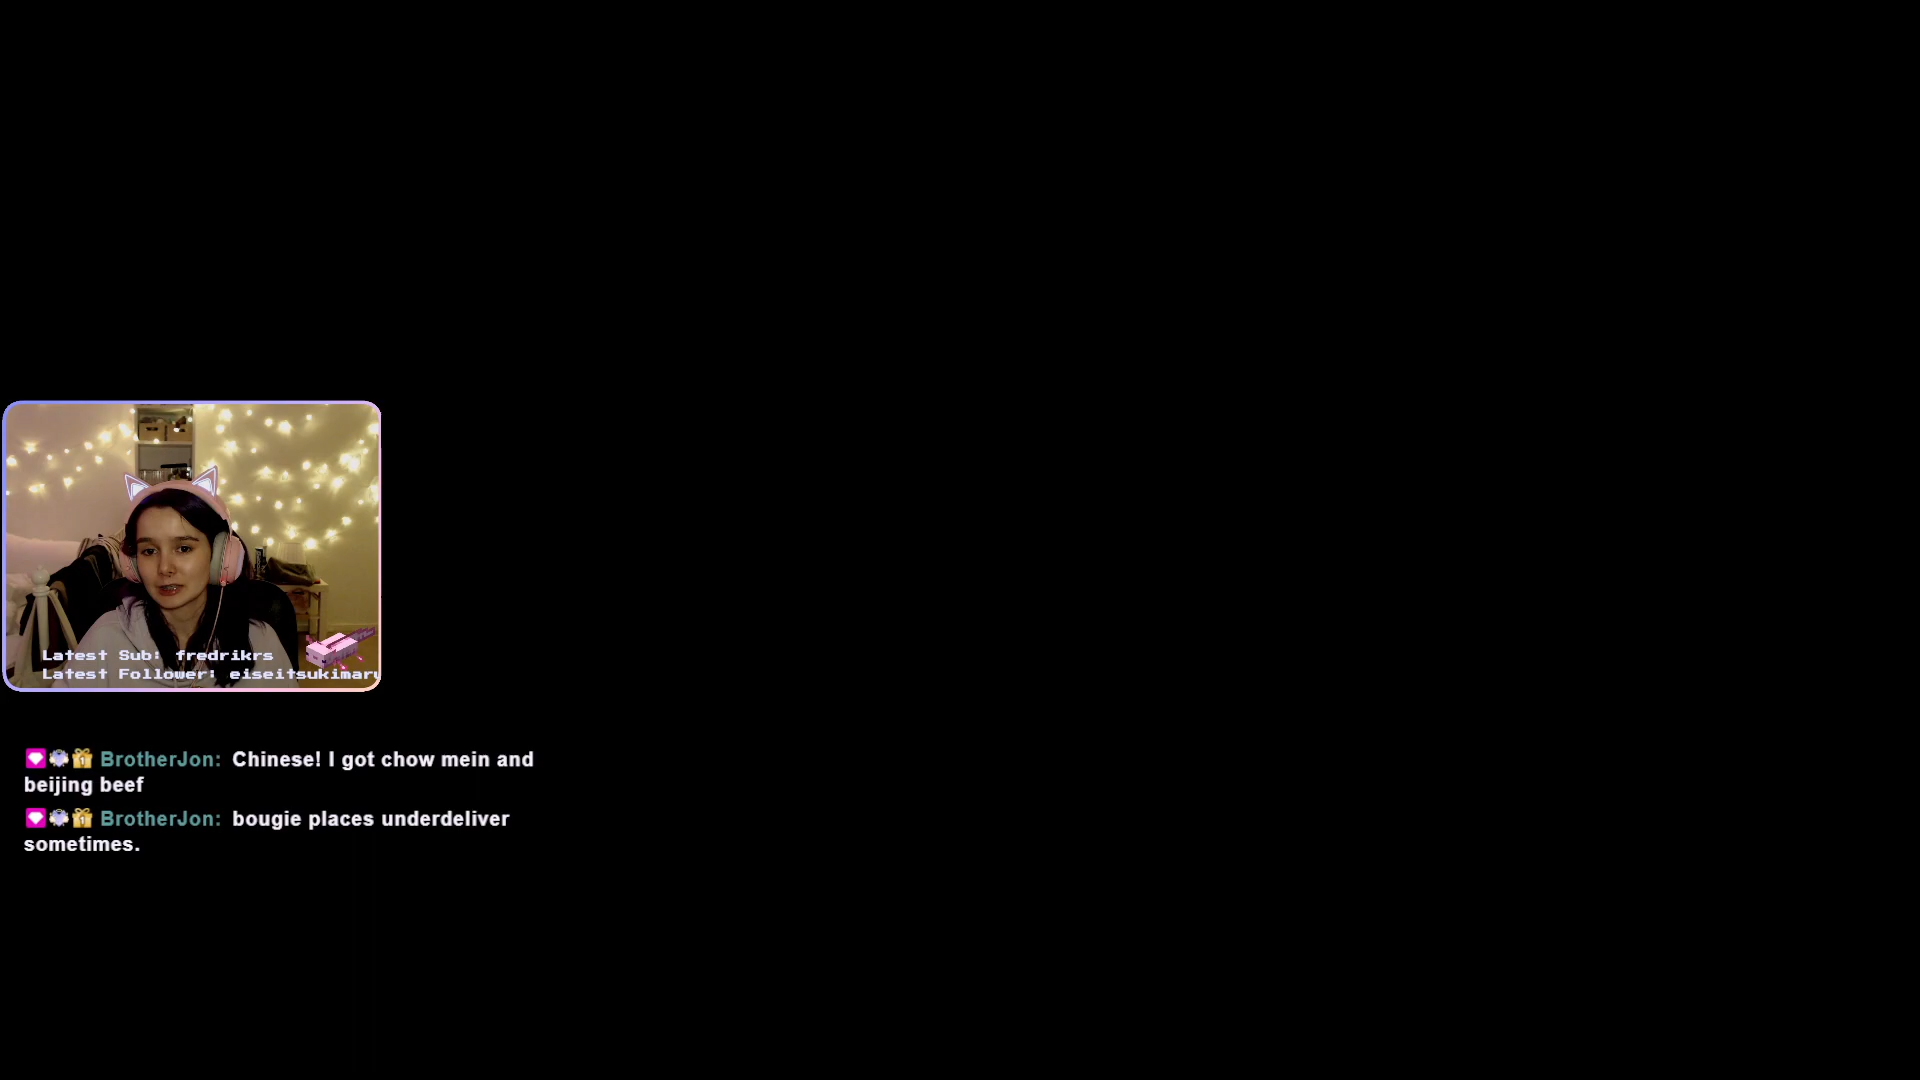 Latest Sub: fredrikrs
Latest Follower: eiseitsukimaru
BrotherJon: Chinese! I got chow mein and
beijing beef
BrotherJon: bougie places underdeliver
sometimes.